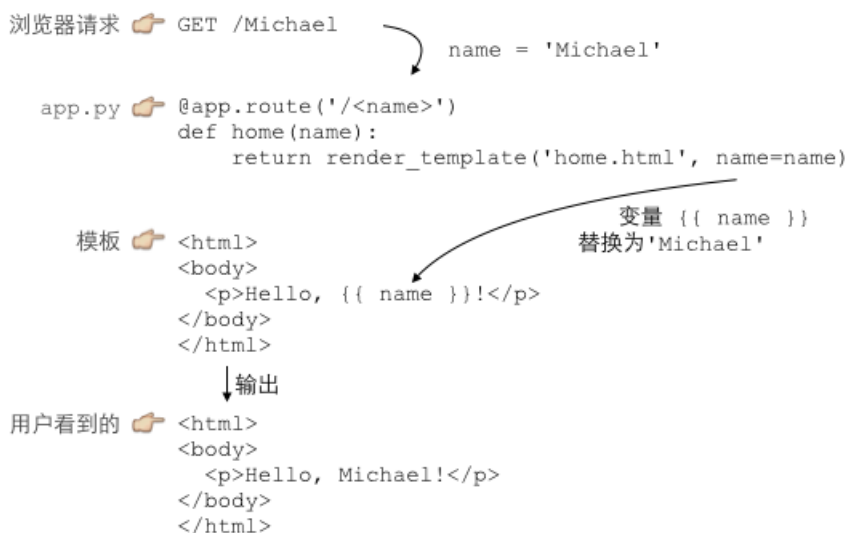 浏览器请求 👉 GET /Michael
name = 'Michael'
app.py 👉 @app.route('/<name>')
def home(name):
    return render_template('home.html', name=name)
变量 {{ name }}
替换为'Michael'
模板 👉 <html>
<body>
  <p>Hello, {{ name }}!</p>
</body>
</html>
输出
用户看到的 👉 <html>
<body>
  <p>Hello, Michael!</p>
</body>
</html>